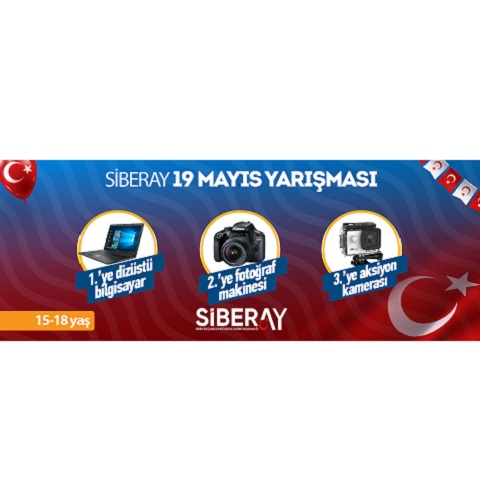 SİBERAY 19 MAYIS YARIŞMASI
1.'ye dizüstü
bilgisayar
2.'ye fotoğraf
makinesi
3.'ye aksiyon
kamerası
15-18 yaş
SİBERAY